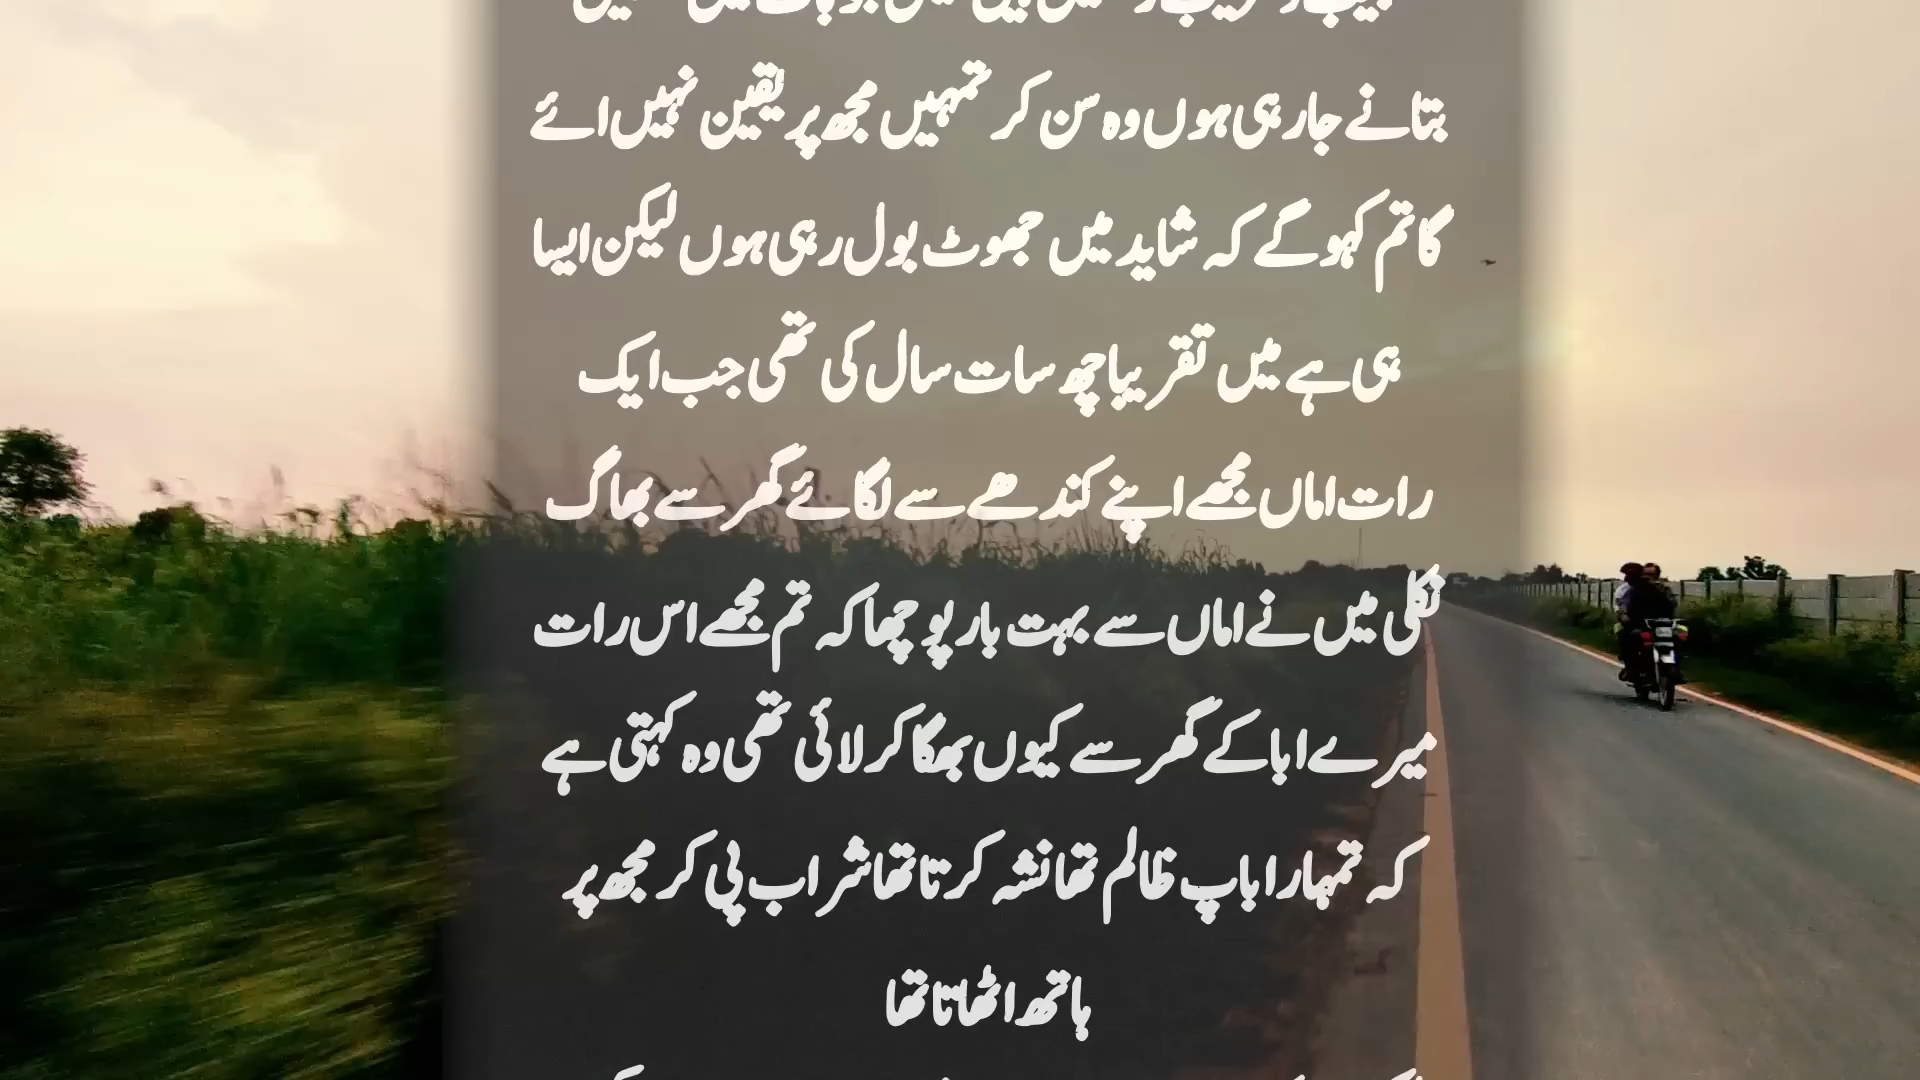 بتانے جا رہی ہوں وہ سن کر تمہیں مجھ پر یقین نہیں ائے
گا تم کہو گے کہ شاید میں جھوٹ بول رہی ہوں لیکن ایسا
ہی ہے میں تقریبا چھ سات سال کی تھی جب ایک
رات اماں مجھے اپنے کندھے سے لگائے گھر سے بھاگ
نکلی میں نے اماں سے بہت بار پوچھا کہ تم مجھے اس رات
میرے ابا کے گھر سے کیوں بھگا کر لائی تھی وہ کہتی ہے
کہ تمہارا باپ ظالم تھا نشہ کرتا تھا شراب پی کر مجھ پر
ہاتھ اٹھاتا تھا